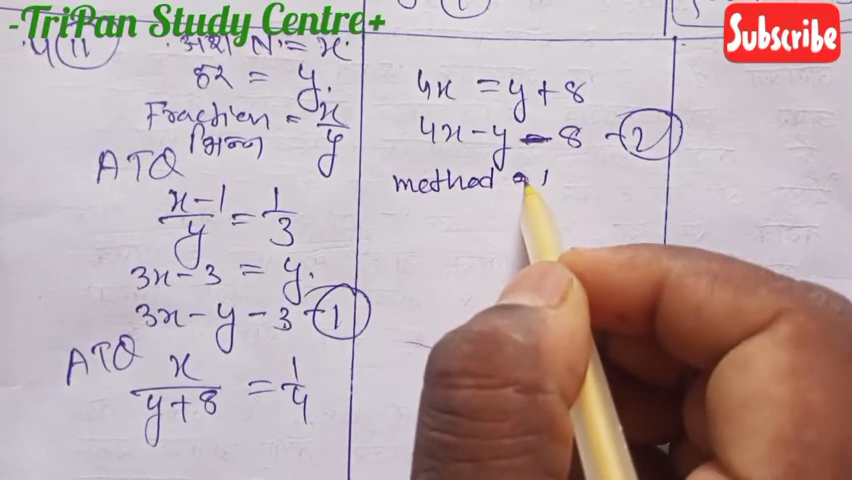 -TriPan Study Centre+
Subscribe
11
अंश N = x.
हर = y.
Fraction = x/y
भिन्न
ATQ
x-1/y = 1/3
3x-3 = y.
3x-y-3 -1
ATQ
x/y+8 = 1/4
4x = y+8
4x-y-8 -2
method